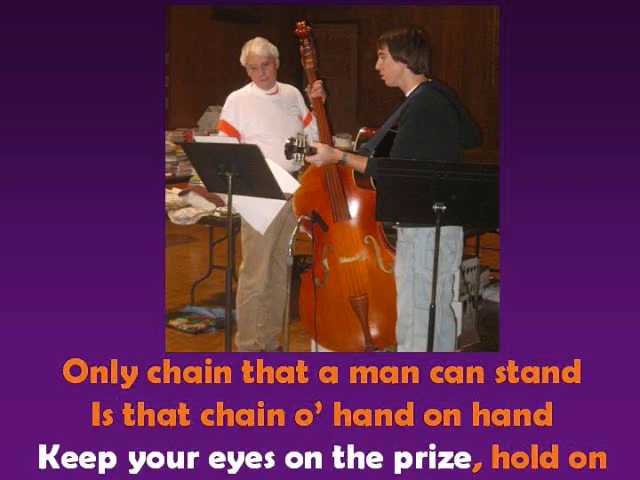 Only chain that a man can stand
Is that chain o' hand on hand
Keep your eyes on the prize, hold on